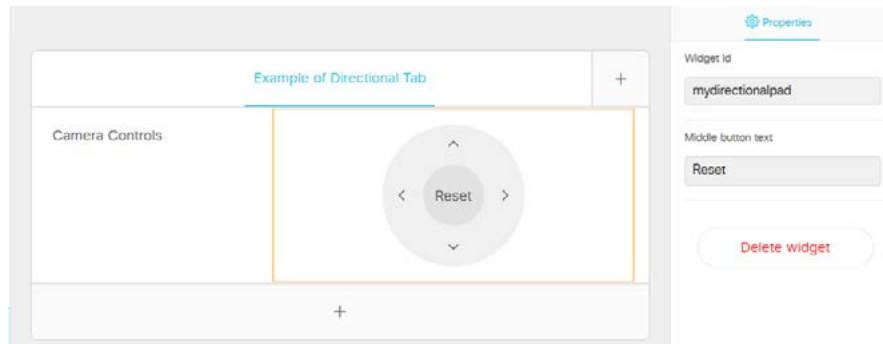 Properties
Example of Directional Tab
+
Widget Id
mydirectionalpad
Camera Controls
Reset
Middle button text
Reset
Delete widget
+